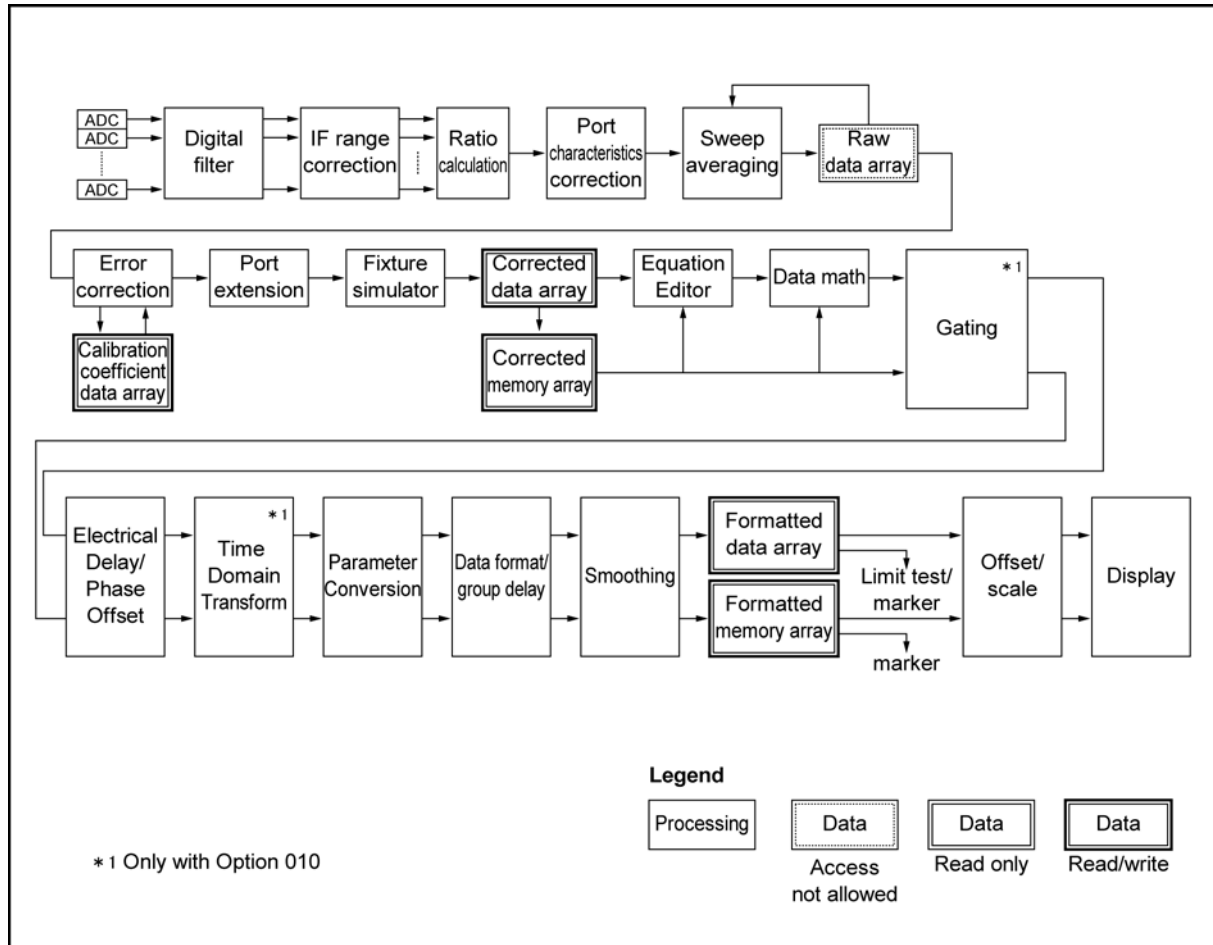 ADC
ADC
ADC
Digital
filter
IF range
correction
Ratio
calculation
Port
characteristics
correction
Sweep
averaging
Raw
data array
Error
correction
Port
extension
Fixture
simulator
Corrected
data array
Equation
Editor
Data math
*1
Gating
Calibration
coefficient
data array
Corrected
memory array
Electrical
Delay/
Phase
Offset
*1
Time
Domain
Transform
Parameter
Conversion
Data format/
group delay
Smoothing
Formatted
data array
Formatted
memory array
Limit test/
marker
marker
Offset/
scale
Display
Legend
Processing
Data
Access
not allowed
Data
Read only
Data
Read/write
*1 Only with Option 010